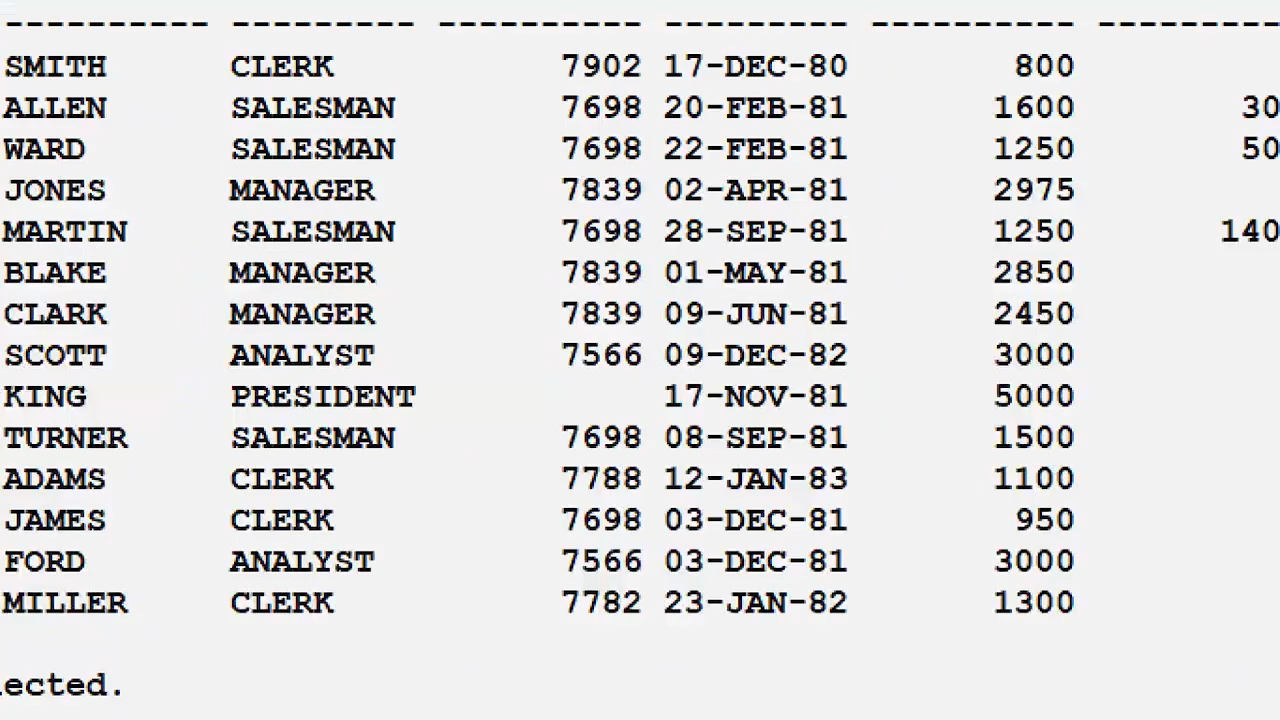 ---------- --------- ---------- --------- ---------- ---------
SMITH CLERK 7902 17-DEC-80 800
ALLEN SALESMAN 7698 20-FEB-81 1600 30
WARD SALESMAN 7698 22-FEB-81 1250 50
JONES MANAGER 7839 02-APR-81 2975
MARTIN SALESMAN 7698 28-SEP-81 1250 140
BLAKE MANAGER 7839 01-MAY-81 2850
CLARK MANAGER 7839 09-JUN-81 2450
SCOTT ANALYST 7566 09-DEC-82 3000
KING PRESIDENT 17-NOV-81 5000
TURNER SALESMAN 7698 08-SEP-81 1500
ADAMS CLERK 7788 12-JAN-83 1100
JAMES CLERK 7698 03-DEC-81 950
FORD ANALYST 7566 03-DEC-81 3000
MILLER CLERK 7782 23-JAN-82 1300
lected.